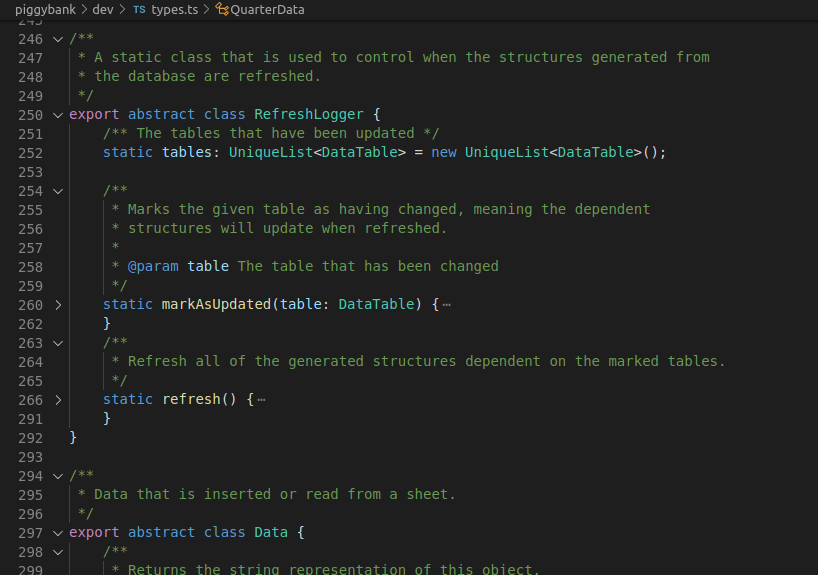 piggybank > dev > TS types.ts > QuarterData
245
246 /**
247  * A static class that is used to control when the structures generated from
248  * the database are refreshed.
249  */
250 export abstract class RefreshLogger {
251     /** The tables that have been updated */
252     static tables: UniqueList<DataTable> = new UniqueList<DataTable>();
253
254     /**
255      * Marks the given table as having changed, meaning the dependent
256      * structures will update when refreshed.
257      *
258      * @param table The table that has been changed
259      */
260     static markAsUpdated(table: DataTable) {⋯
262     }
263     /**
264      * Refresh all of the generated structures dependent on the marked tables.
265      */
266     static refresh() {⋯
291     }
292 }
293
294 /**
295  * Data that is inserted or read from a sheet.
296  */
297 export abstract class Data {
298     /**
299      * Returns the string representation of this object.